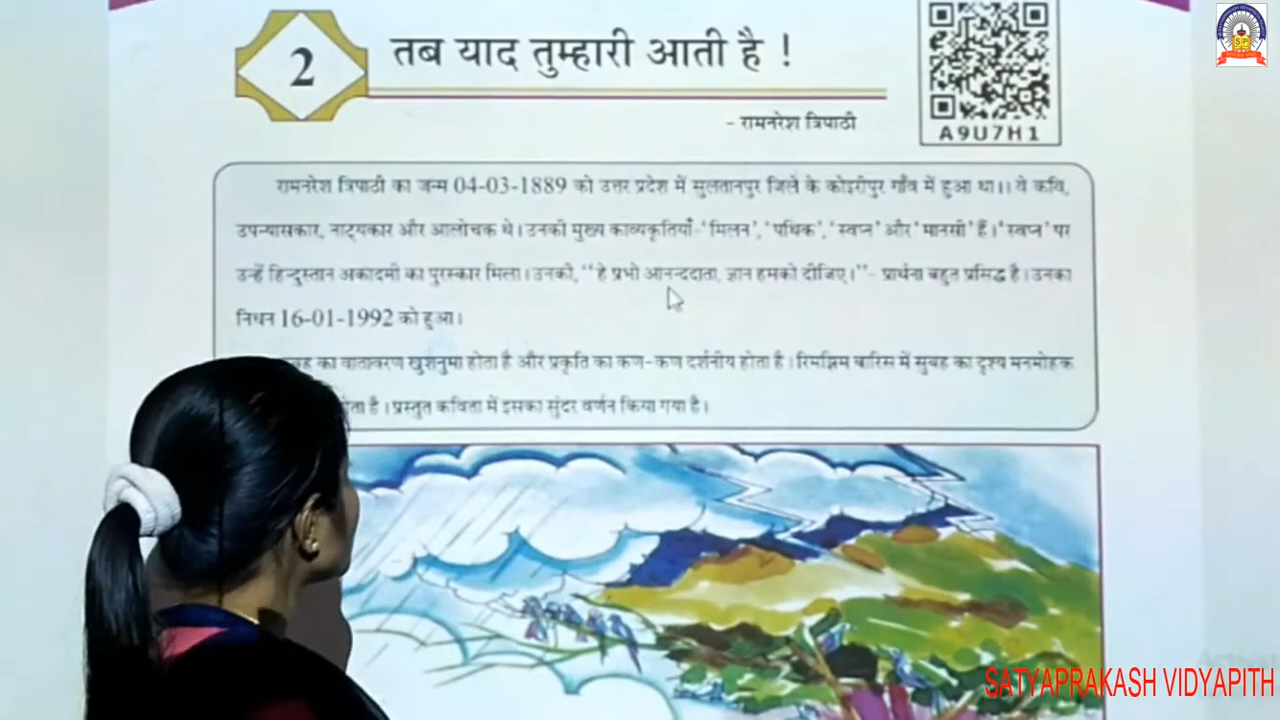 2
तब याद तुम्हारी आती है !
- रामनरेश त्रिपाठी
A9U7H1
रामनरेश त्रिपाठी का जन्म 04-03-1889 को उत्तर प्रदेश में सुलतानपुर जिले के कोइरीपुर गाँव में हुआ था।। वे कवि,
उपन्यासकार, नाट्यकार और आलोचक थे। उनकी मुख्य काव्यकृतियाँ-'मिलन', 'पथिक', 'स्वप्न' और 'मानसी' हैं। 'स्वप्न' पर
उन्हें हिन्दुस्तान अकादमी का पुरस्कार मिला। उनकी, "हे प्रभो आनन्ददाता, ज्ञान हमको दीजिए।"- प्रार्थना बहुत प्रसिद्ध है। उनका
निधन 16-01-1992 को हुआ।
का वातावरण खुशनुमा होता है और प्रकृति का कण-कण दर्शनीय होता है। रिमझिम बारिस में सुबह का दृश्य मनमोहक
होता है। प्रस्तुत कविता में इसका सुंदर वर्णन किया गया है।
SATYAPRAKASH VIDYAPITH